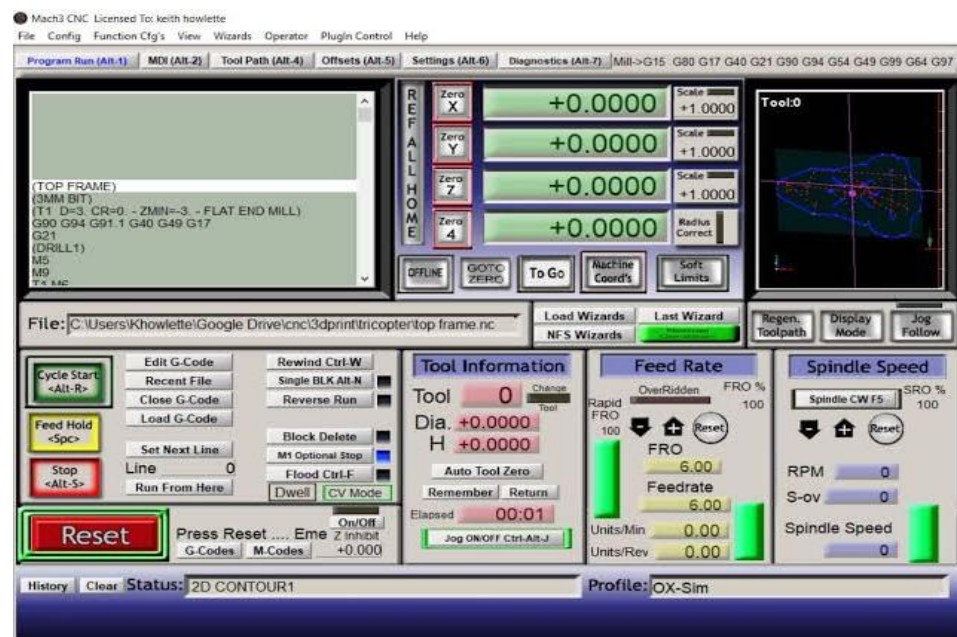 Mach3 CNC Licensed To: keith howlette
File Config Function Cfg's View Wizards Operator PlugIn Control Help
Program Run (Alt-1) MDI (Alt-2) Tool Path (Alt-4) Offsets (Alt-5) Settings (Alt-6) Diagnostics (Alt-7) Mill->G15 G80 G17 G40 G21 G90 G94 G54 G49 G99 G64 G97
(TOP FRAME)
(3MM BIT)
(T1 D=3. CR=0. - ZMIN=-3. - FLAT END MILL)
G90 G94 G91.1 G40 G49 G17
G21
(DRILL1)
M5
M9
T1 M6
REF ALL HOME
Zero X +0.0000 Scale +1.0000
Zero Y +0.0000 Scale +1.0000
Zero Z +0.0000 Scale +1.0000
Zero 4 +0.0000 Radius Correct
OFFLINE GOTO ZERO To Go Machine Coord's Soft Limits
Tool:0
File: C:\Users\Khowlette\Google Drive\cnc\3dprint\tricopter\top frame.nc
Load Wizards Last Wizard
NFS Wizards
Regen. Toolpath Display Mode Jog Follow
Cycle Start <Alt-R>
Feed Hold <Spc>
Stop <Alt-S>
Edit G-Code Rewind Ctrl-W
Recent File Single BLK Alt-N
Close G-Code Reverse Run
Load G-Code
Block Delete
Set Next Line M1 Optional Stop
Line 0 Flood Ctrl-F
Run From Here Dwell CV Mode
Reset
Press Reset .... Eme
On/Off
Z Inhibit
G-Codes M-Codes +0.000
Tool Information
Tool 0 Change Tool
Dia. +0.0000
H +0.0000
Auto Tool Zero
Remember Return
Elapsed 00:01
Jog ON/OFF Ctrl-Alt-J
Feed Rate
OverRidden FRO %
100
Rapid FRO
100
Reset
FRO
6.00
Feedrate
6.00
Units/Min 0.00
Units/Rev 0.00
Spindle Speed
Spindle CW F5 SRO %
100
Reset
RPM 0
S-ov 0
Spindle Speed
0
History Clear Status: 2D CONTOUR1 Profile: OX-Sim